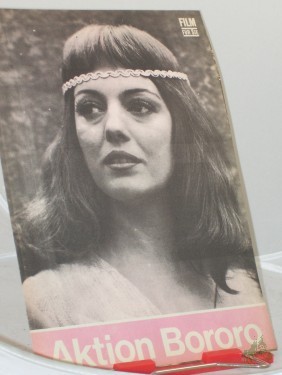 FILM
FÜR SIE
Aktion Bororo